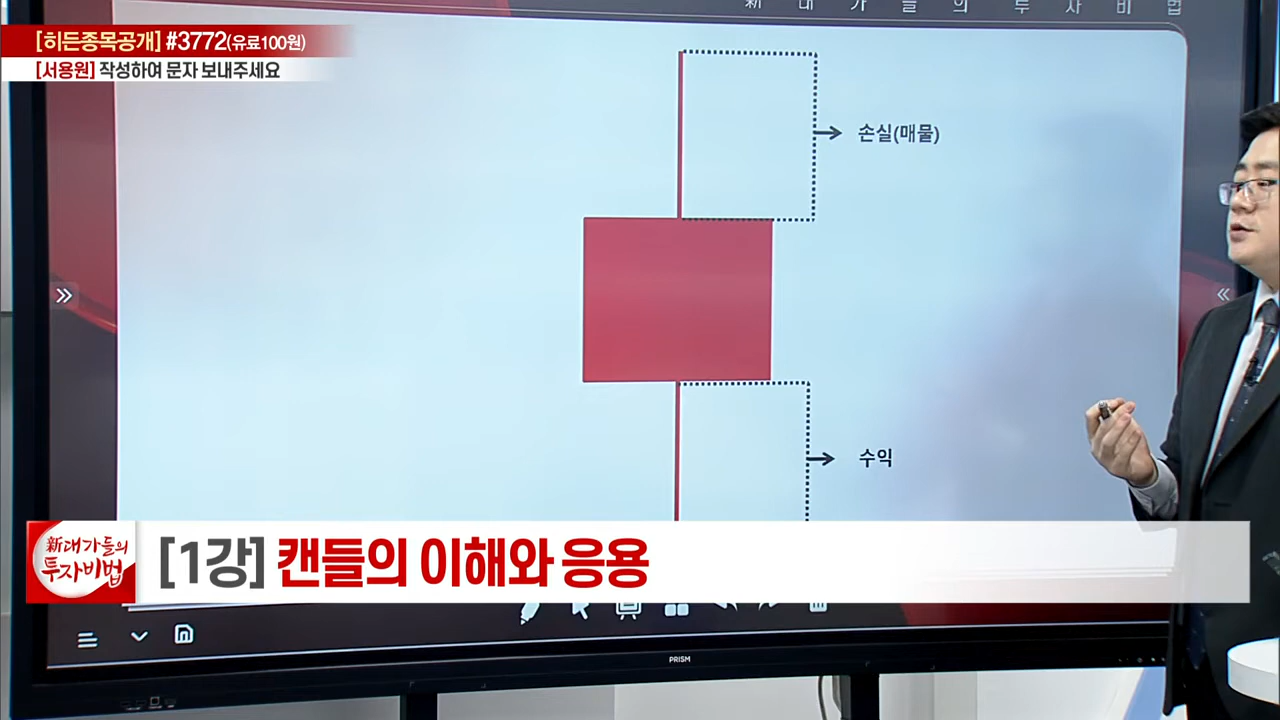 新 대 가 들 의 투 자 비 법
[히든종목공개] #3772(유료100원)
[서용원] 작성하여 문자 보내주세요
손실(매물)
수익
新대가들의
투자비법
[1강] 캔들의 이해와 응용
PRISM